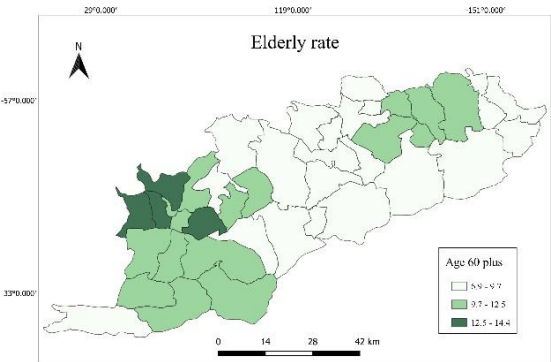 29°0.000'
119°0.000'
-151°0.000'
N
Elderly rate
-57°0.000'
33°0.000'
Age 60 plus
5.9 - 9.7
9.7 - 12.5
12.5 - 14.4
0 14 28 42 km